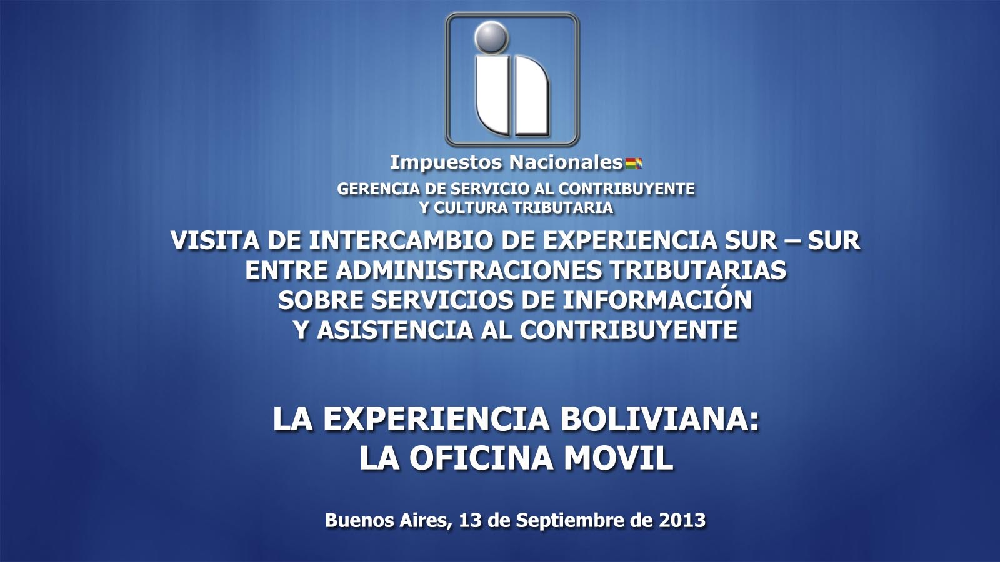 in
Impuestos Nacionales
GERENCIA DE SERVICIO AL CONTRIBUYENTE
Y CULTURA TRIBUTARIA
VISITA DE INTERCAMBIO DE EXPERIENCIA SUR – SUR
ENTRE ADMINISTRACIONES TRIBUTARIAS
SOBRE SERVICIOS DE INFORMACIÓN
Y ASISTENCIA AL CONTRIBUYENTE
LA EXPERIENCIA BOLIVIANA:
LA OFICINA MOVIL
Buenos Aires, 13 de Septiembre de 2013